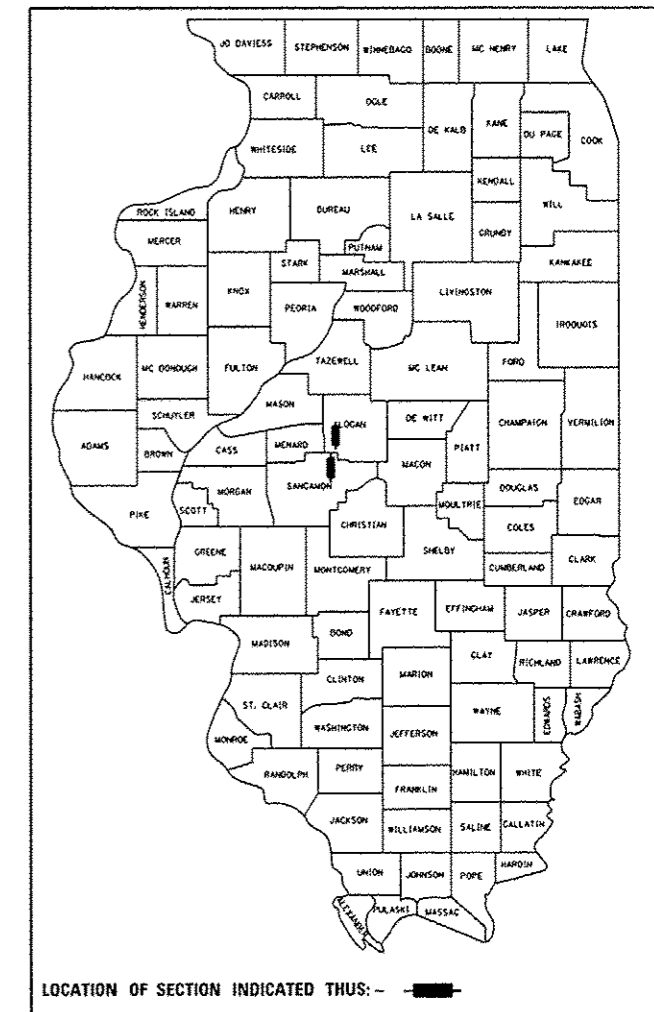 JO DAVIESS STEPHENSON WINNEBAGO BOONE MC HENRY LAKE
CARROLL OGLE DE KALB KANE DU PAGE COOK
WHITESIDE LEE KENDALL WILL
ROCK ISLAND HENRY BUREAU LA SALLE GRUNDY
MERCER PUTNAM KANKAKEE
STARK MARSHALL
HENDERSON WARREN KNOX PEORIA WOODFORD LIVINGSTON IROQUOIS
HANCOCK MC DONOUGH FULTON TAZEWELL MC LEAN FORD
SCHUYLER MASON LOGAN DE WITT CHAMPAIGN VERMILION
ADAMS BROWN CASS MENARD MACON PIATT
PIKE SCOTT MORGAN SANGAMON MOULTRIE DOUGLAS EDGAR
CHRISTIAN COLES
GREENE MACOUPIN MONTGOMERY SHELBY CUMBERLAND CLARK
CALHOUN JERSEY FAYETTE EFFINGHAM JASPER CRAWFORD
MADISON BOND CLAY RICHLAND LAWRENCE
CLINTON MARION
ST. CLAIR WASHINGTON WAYNE EDWARDS WABASH
MONROE JEFFERSON
RANDOLPH PERRY HAMILTON WHITE
FRANKLIN
JACKSON WILLIAMSON SALINE GALLATIN
UNION JOHNSON POPE HARDIN
ALEXANDER PULASKI MASSAC
LOCATION OF SECTION INDICATED THUS: -